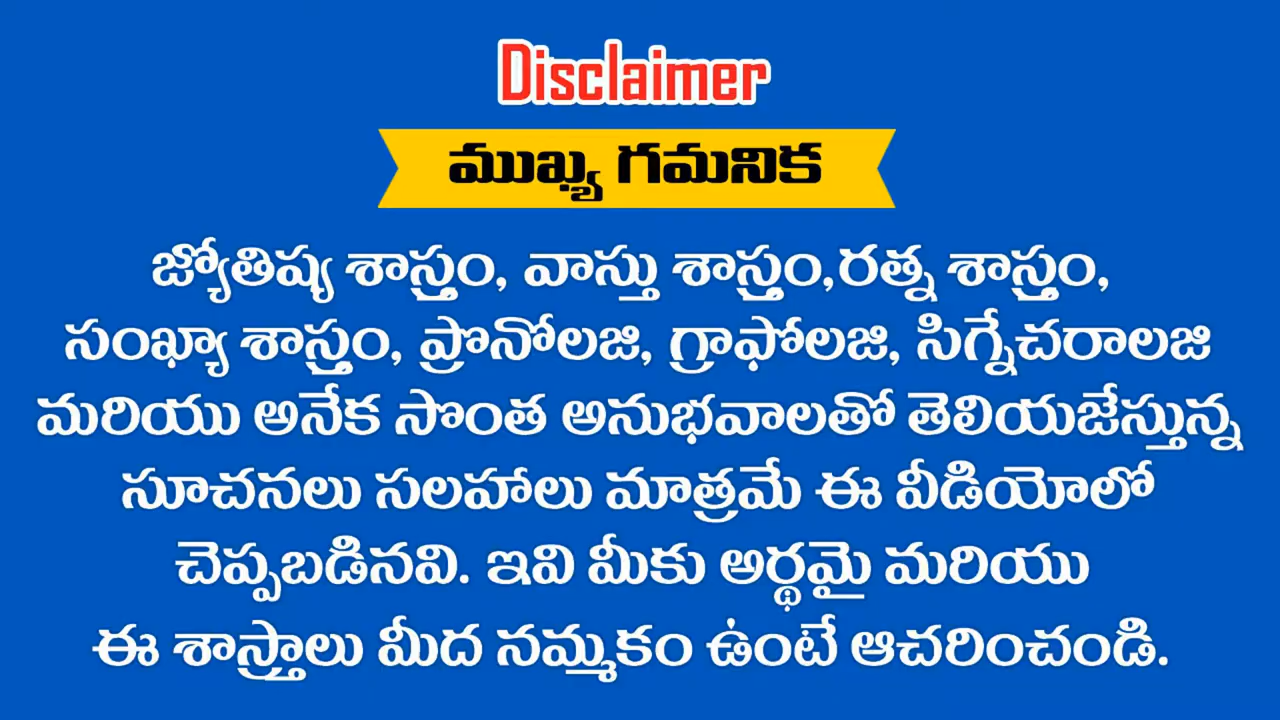 Disclaimer
ముఖ్య గమనిక
జ్యోతిష్య శాస్త్రం, వాస్తు శాస్త్రం,రత్న శాస్త్రం,
సంఖ్యా శాస్త్రం, ప్రొనోలజి, గ్రాఫోలజి, సిగ్నేచరాలజి
మరియు అనేక సొంత అనుభవాలతో తెలియజేస్తున్న
సూచనలు సలహాలు మాత్రమే ఈ వీడియోలో
చెప్పబడినవి. ఇవి మీకు అర్థమై మరియు
ఈ శాస్త్రాలు మీద నమ్మకం ఉంటే ఆచరించండి.